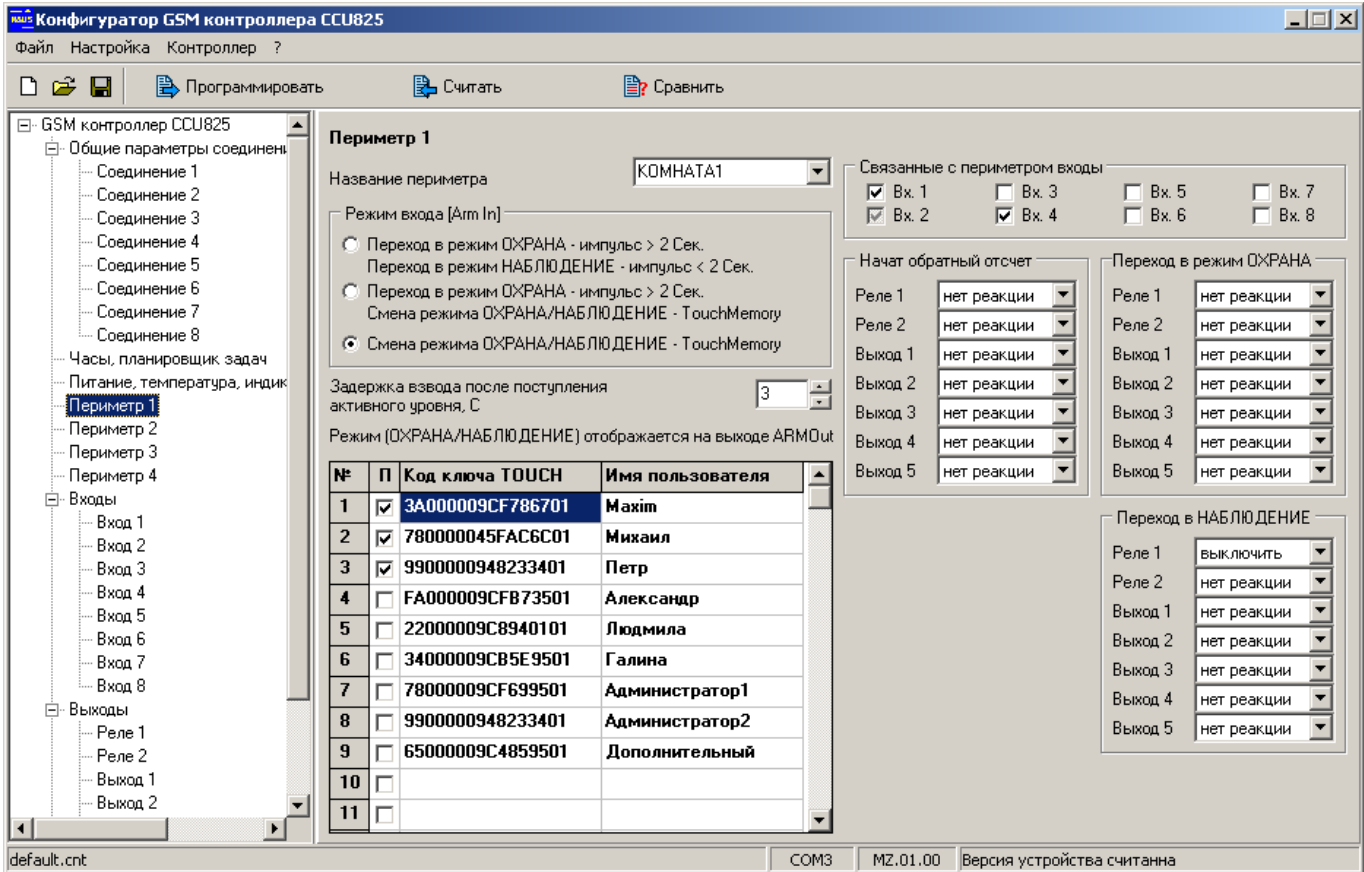 Конфигуратор GSM контроллера CCU825
Файл Настройка Контроллер ?
Программировать Считать Сравнить
GSM контроллер CCU825
Общие параметры соединени
Соединение 1
Соединение 2
Соединение 3
Соединение 4
Соединение 5
Соединение 6
Соединение 7
Соединение 8
Часы, планировщик задач
Питание, температура, индик
Периметр 1
Периметр 2
Периметр 3
Периметр 4
Входы
Вход 1
Вход 2
Вход 3
Вход 4
Вход 5
Вход 6
Вход 7
Вход 8
Выходы
Реле 1
Реле 2
Выход 1
Выход 2
Периметр 1
Название периметра КОМНАТА1
Режим входа [Arm In]
Переход в режим ОХРАНА - импульс > 2 Сек.
Переход в режим НАБЛЮДЕНИЕ - импульс < 2 Сек.
Переход в режим ОХРАНА - импульс > 2 Сек.
Смена режима ОХРАНА/НАБЛЮДЕНИЕ - TouchMemory
Смена режима ОХРАНА/НАБЛЮДЕНИЕ - TouchMemory
Задержка взвода после поступления
активного уровня, С 3
Режим (ОХРАНА/НАБЛЮДЕНИЕ) отображается на выходе ARMOut
№ П Код ключа TOUCH Имя пользователя
1 3A000009CF786701 Maxim
2 780000045FAC6C01 Михаил
3 9900000948233401 Петр
4 FA000009CFB73501 Александр
5 22000009C8940101 Людмила
6 34000009CB5E9501 Галина
7 78000009CF699501 Администратор1
8 9900000948233401 Администратор2
9 65000009C4859501 Дополнительный
10
11
Связанные с периметром входы
Вх. 1 Вх. 3 Вх. 5 Вх. 7
Вх. 2 Вх. 4 Вх. 6 Вх. 8
Начат обратный отсчет
Реле 1 нет реакции
Реле 2 нет реакции
Выход 1 нет реакции
Выход 2 нет реакции
Выход 3 нет реакции
Выход 4 нет реакции
Выход 5 нет реакции
Переход в режим ОХРАНА
Реле 1 нет реакции
Реле 2 нет реакции
Выход 1 нет реакции
Выход 2 нет реакции
Выход 3 нет реакции
Выход 4 нет реакции
Выход 5 нет реакции
Переход в НАБЛЮДЕНИЕ
Реле 1 выключить
Реле 2 нет реакции
Выход 1 нет реакции
Выход 2 нет реакции
Выход 3 нет реакции
Выход 4 нет реакции
Выход 5 нет реакции
default.cnt COM3 MZ.01.00 Версия устройства считанна